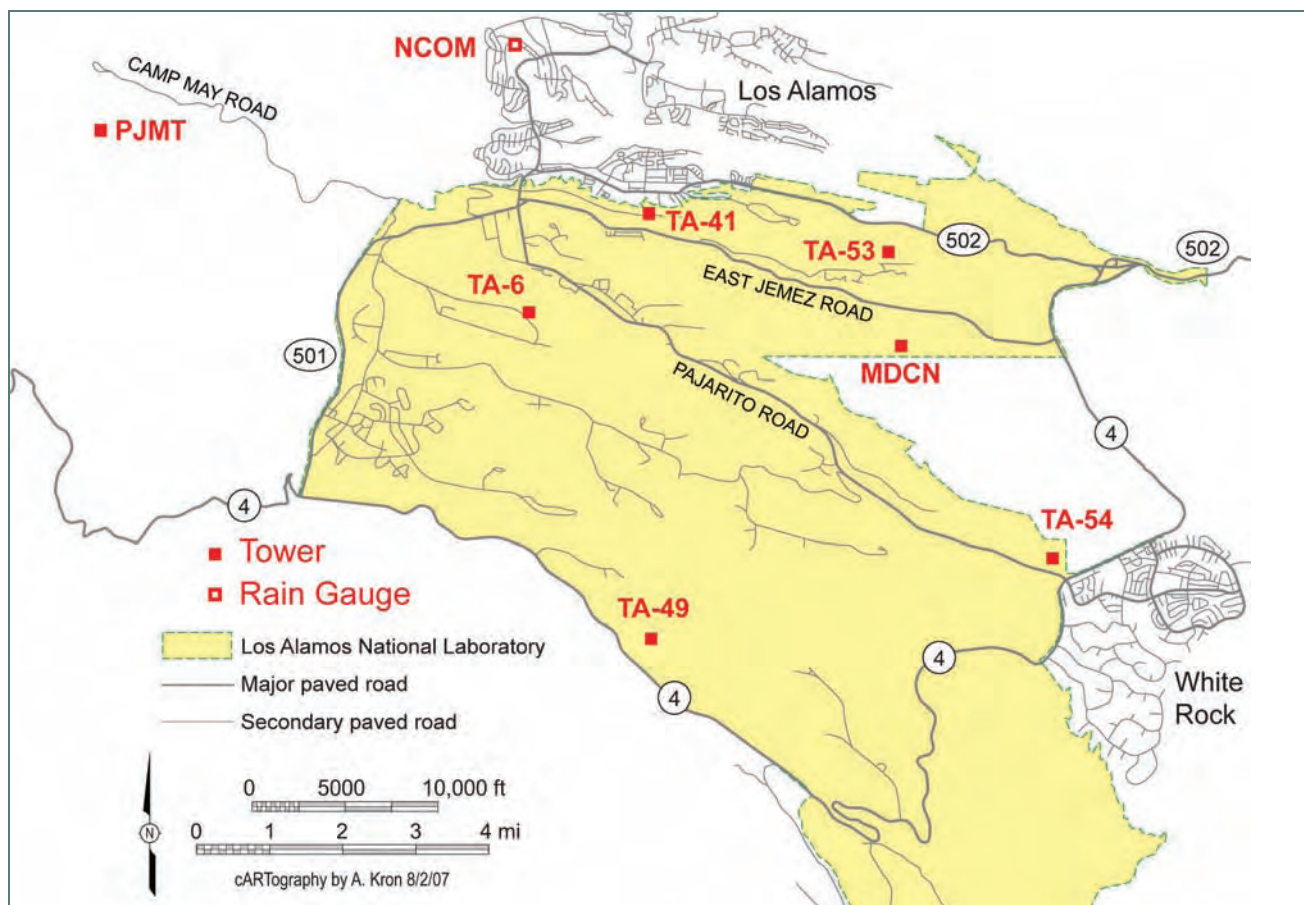 NCOM
Los Alamos
CAMP MAY ROAD
PJMT
TA-41
TA-53
502
502
EAST JEMEZ ROAD
TA-6
501
MDCN
PAJARITO ROAD
4
4
TA-54
Tower
Rain Gauge
TA-49
Los Alamos National Laboratory
4
Major paved road
4
White
Rock
Secondary paved road
0 5000 10,000 ft
N
0 1 2 3 4 mi
cARTography by A. Kron 8/2/07